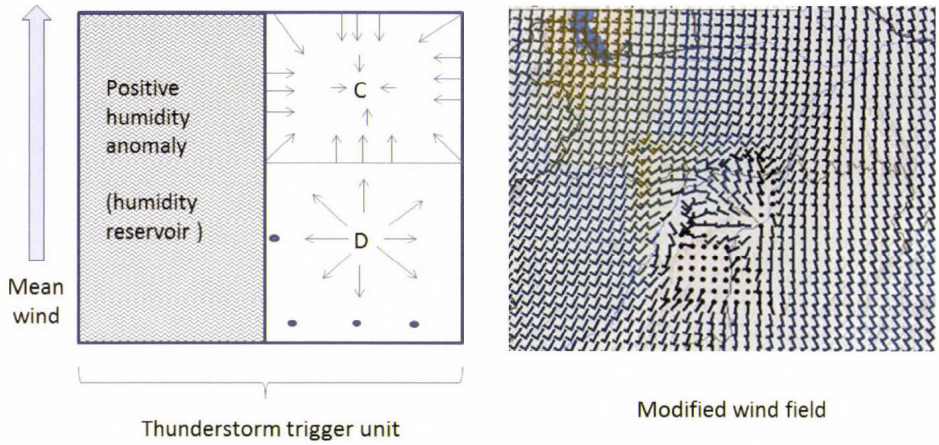 Positive
humidity
anomaly
(humidity
reservoir )
C
D
Mean
wind
Thunderstorm trigger unit
Modified wind field